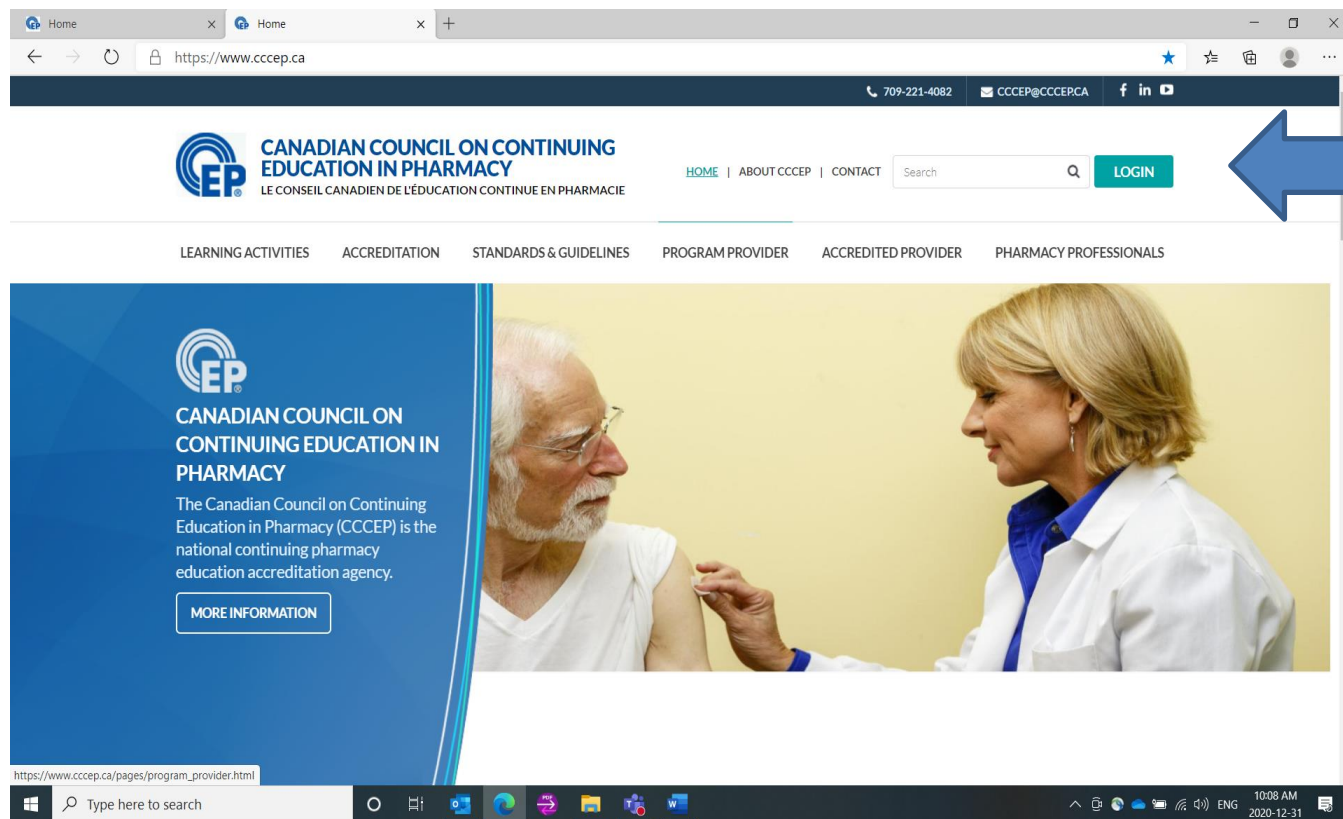 Home
Home
https://www.cccep.ca
709-221-4082 CCCEP@CCCEP.CA
CEP
CANADIAN COUNCIL ON CONTINUING
EDUCATION IN PHARMACY
LE CONSEIL CANADIEN DE L'ÉDUCATION CONTINUE EN PHARMACIE
HOME | ABOUT CCCEP | CONTACT Search LOGIN
LEARNING ACTIVITIES ACCREDITATION STANDARDS & GUIDELINES PROGRAM PROVIDER ACCREDITED PROVIDER PHARMACY PROFESSIONALS
CEP
CANADIAN COUNCIL ON
CONTINUING EDUCATION IN
PHARMACY
The Canadian Council on Continuing
Education in Pharmacy (CCCEP) is the
national continuing pharmacy
education accreditation agency.
MORE INFORMATION
https://www.cccep.ca/pages/program_provider.html
Type here to search
ENG
10:08 AM
2020-12-31